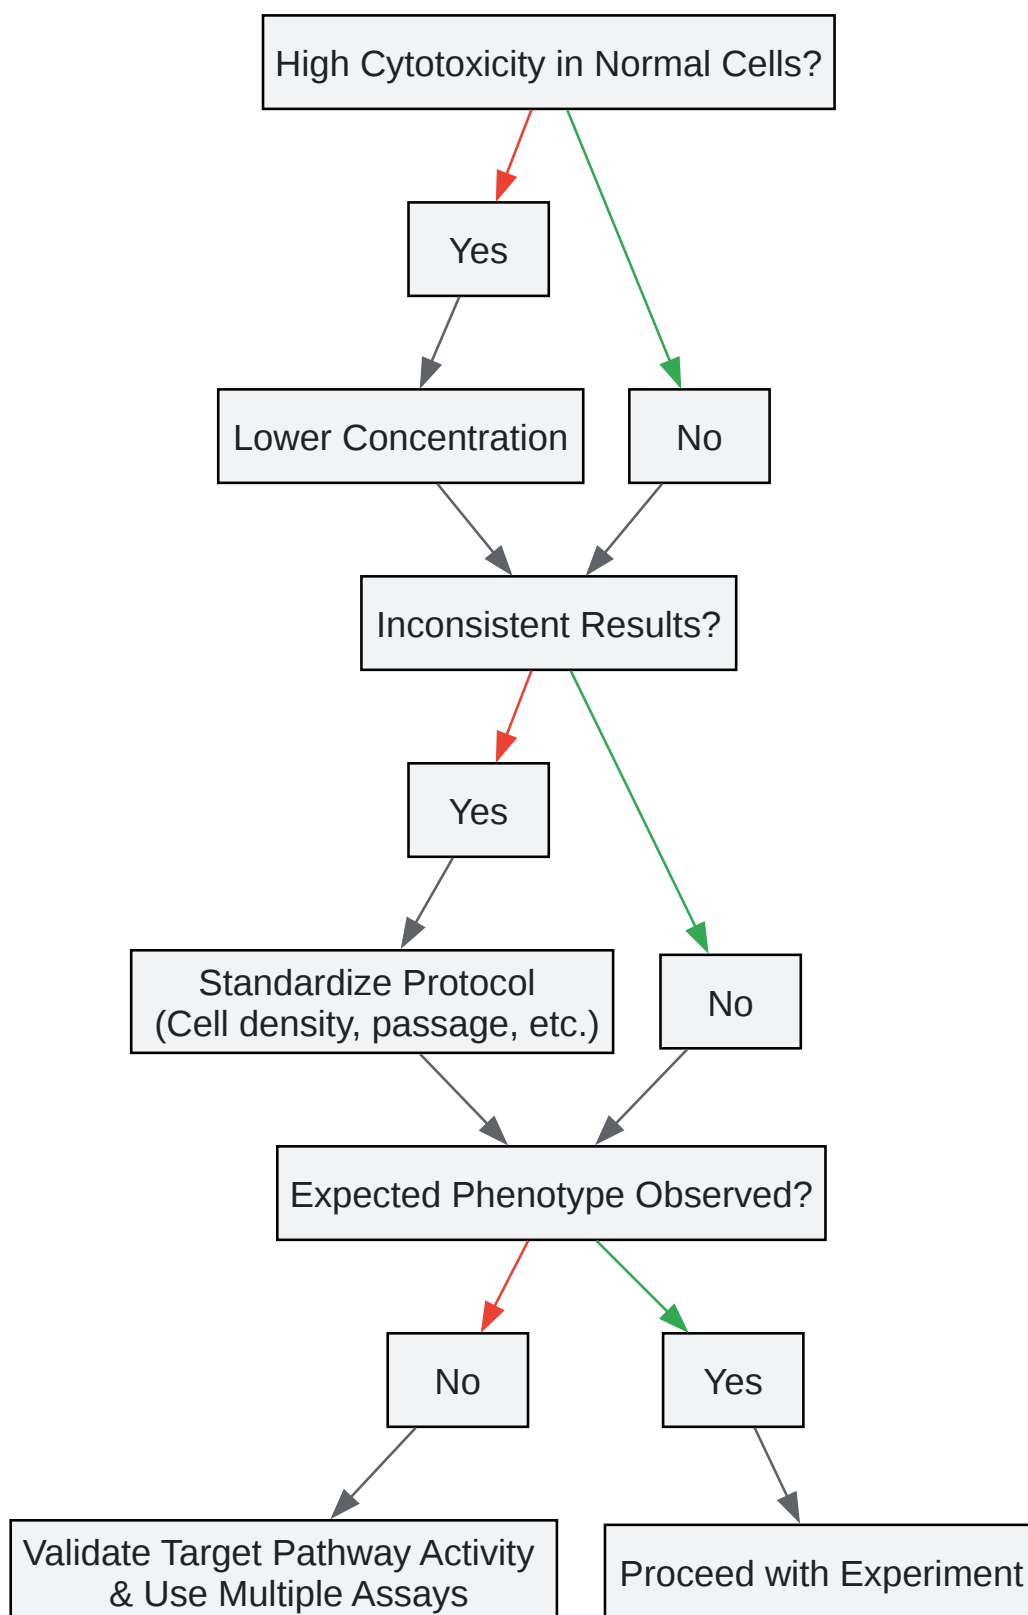 High Cytotoxicity in Normal Cells?
Yes
Lower Concentration
No
Inconsistent Results?
Yes
Standardize Protocol
(Cell density, passage, etc.)
No
Expected Phenotype Observed?
No
Yes
Validate Target Pathway Activity
& Use Multiple Assays
Proceed with Experiment